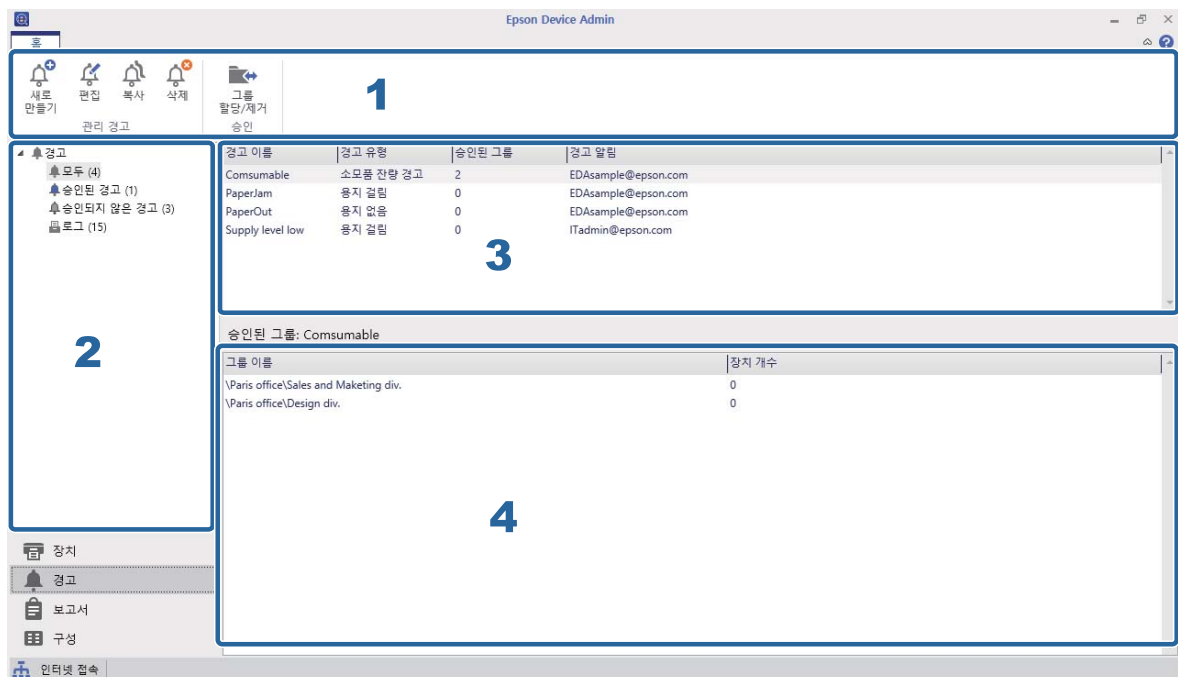 Epson Device Admin
홈
새로 만들기
편집
복사
삭제
그룹 할당/제거
관리 경고
승인
1
경고
모두 (4)
승인된 경고 (1)
승인되지 않은 경고 (3)
로그 (15)
2
경고 이름 경고 유형 승인된 그룹 경고 알림
Comsumable 소모품 잔량 경고 2 EDAsample@epson.com
PaperJam 용지 걸림 0 EDAsample@epson.com
PaperOut 용지 없음 0 EDAsample@epson.com
Supply level low 용지 걸림 0 ITadmin@epson.com
3
승인된 그룹: Comsumable
그룹 이름 장치 개수
\Paris office\Sales and Maketing div. 0
\Paris office\Design div. 0
4
장치
경고
보고서
구성
인터넷 접속